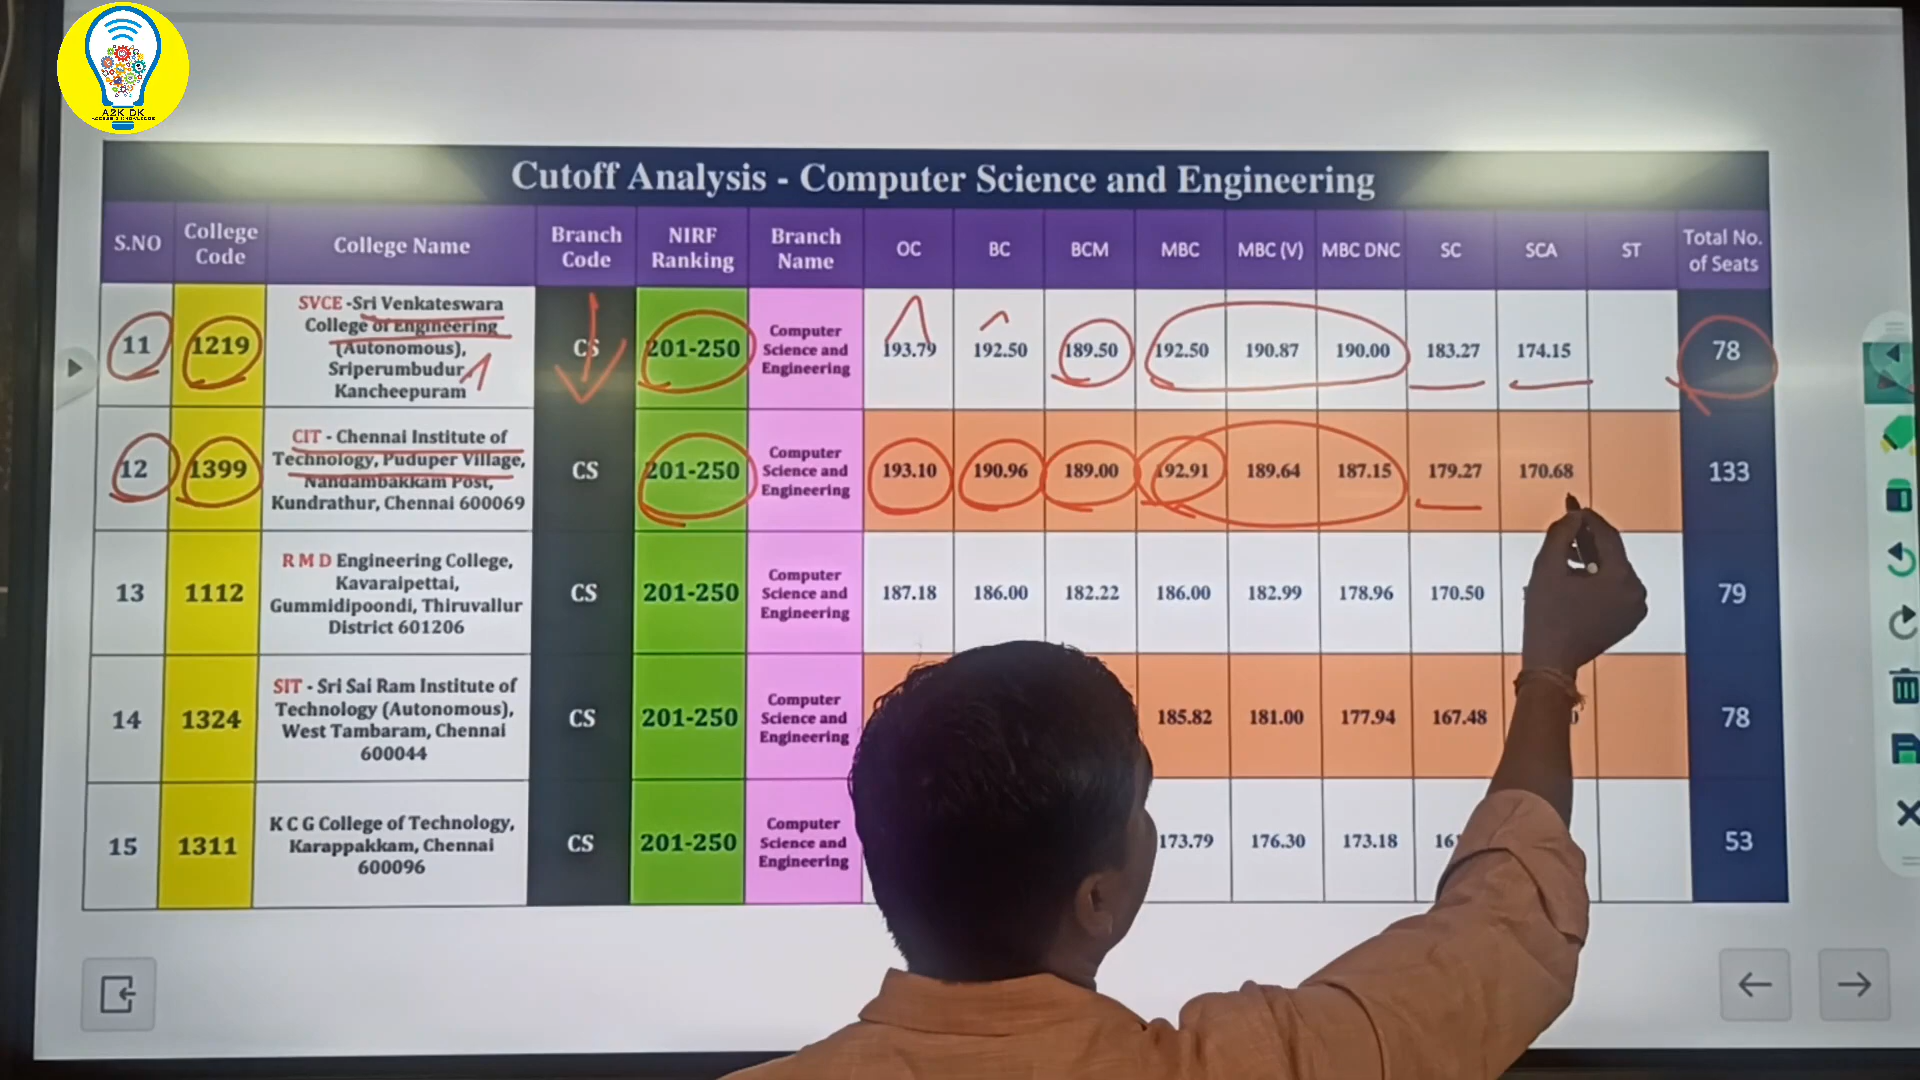 A2K DK
Cutoff Analysis - Computer Science and Engineering
S.NO
College
Code
College Name
Branch
Code
NIRF
Ranking
Branch
Name
OC
BC
BCM
MBC
MBC (V)
MBC DNC
SC
SCA
ST
Total No.
of Seats
11
1219
SVCE -Sri Venkateswara
College of Engineering
(Autonomous),
Sriperumbudur,
Kancheepuram
CS
201-250
Computer
Science and
Engineering
193.79
192.50
189.50
192.50
190.87
190.00
183.27
174.15
78
12
1399
CIT - Chennai Institute of
Technology, Puduper Village,
Nandambakkam Post,
Kundrathur, Chennai 600069
CS
201-250
Computer
Science and
Engineering
193.10
190.96
189.00
192.91
189.64
187.15
179.27
170.68
133
13
1112
R M D Engineering College,
Kavaraipettai,
Gummidipoondi, Thiruvallur
District 601206
CS
201-250
Computer
Science and
Engineering
187.18
186.00
182.22
186.00
182.99
178.96
170.50
79
14
1324
SIT - Sri Sai Ram Institute of
Technology (Autonomous),
West Tambaram, Chennai
600044
CS
201-250
Computer
Science and
Engineering
185.82
181.00
177.94
167.48
78
15
1311
K C G College of Technology,
Karappakkam, Chennai
600096
CS
201-250
Computer
Science and
Engineering
173.79
176.30
173.18
53